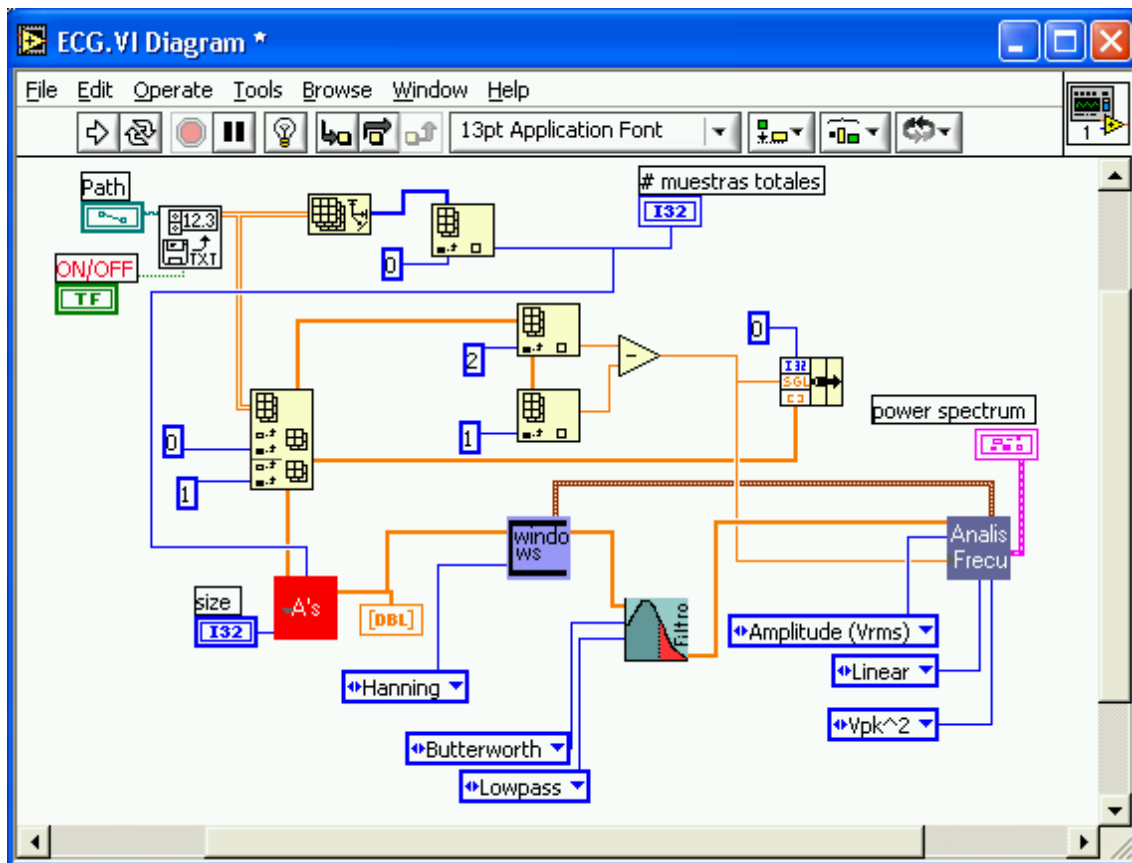 ECG.VI Diagram *
File Edit Operate Tools Browse Window Help
13pt Application Font
1
Path
# muestras totales
12.3
I32
TXT
0
ON/OFF
TF
2
0
I32
SGL
[ ]
power spectrum
0
1
1
windo
ws
Analis
Frecu
size
A's
I32
[DBL]
Filtro
Amplitude (Vrms)
Linear
Hanning
Vpk^2
Butterworth
Lowpass